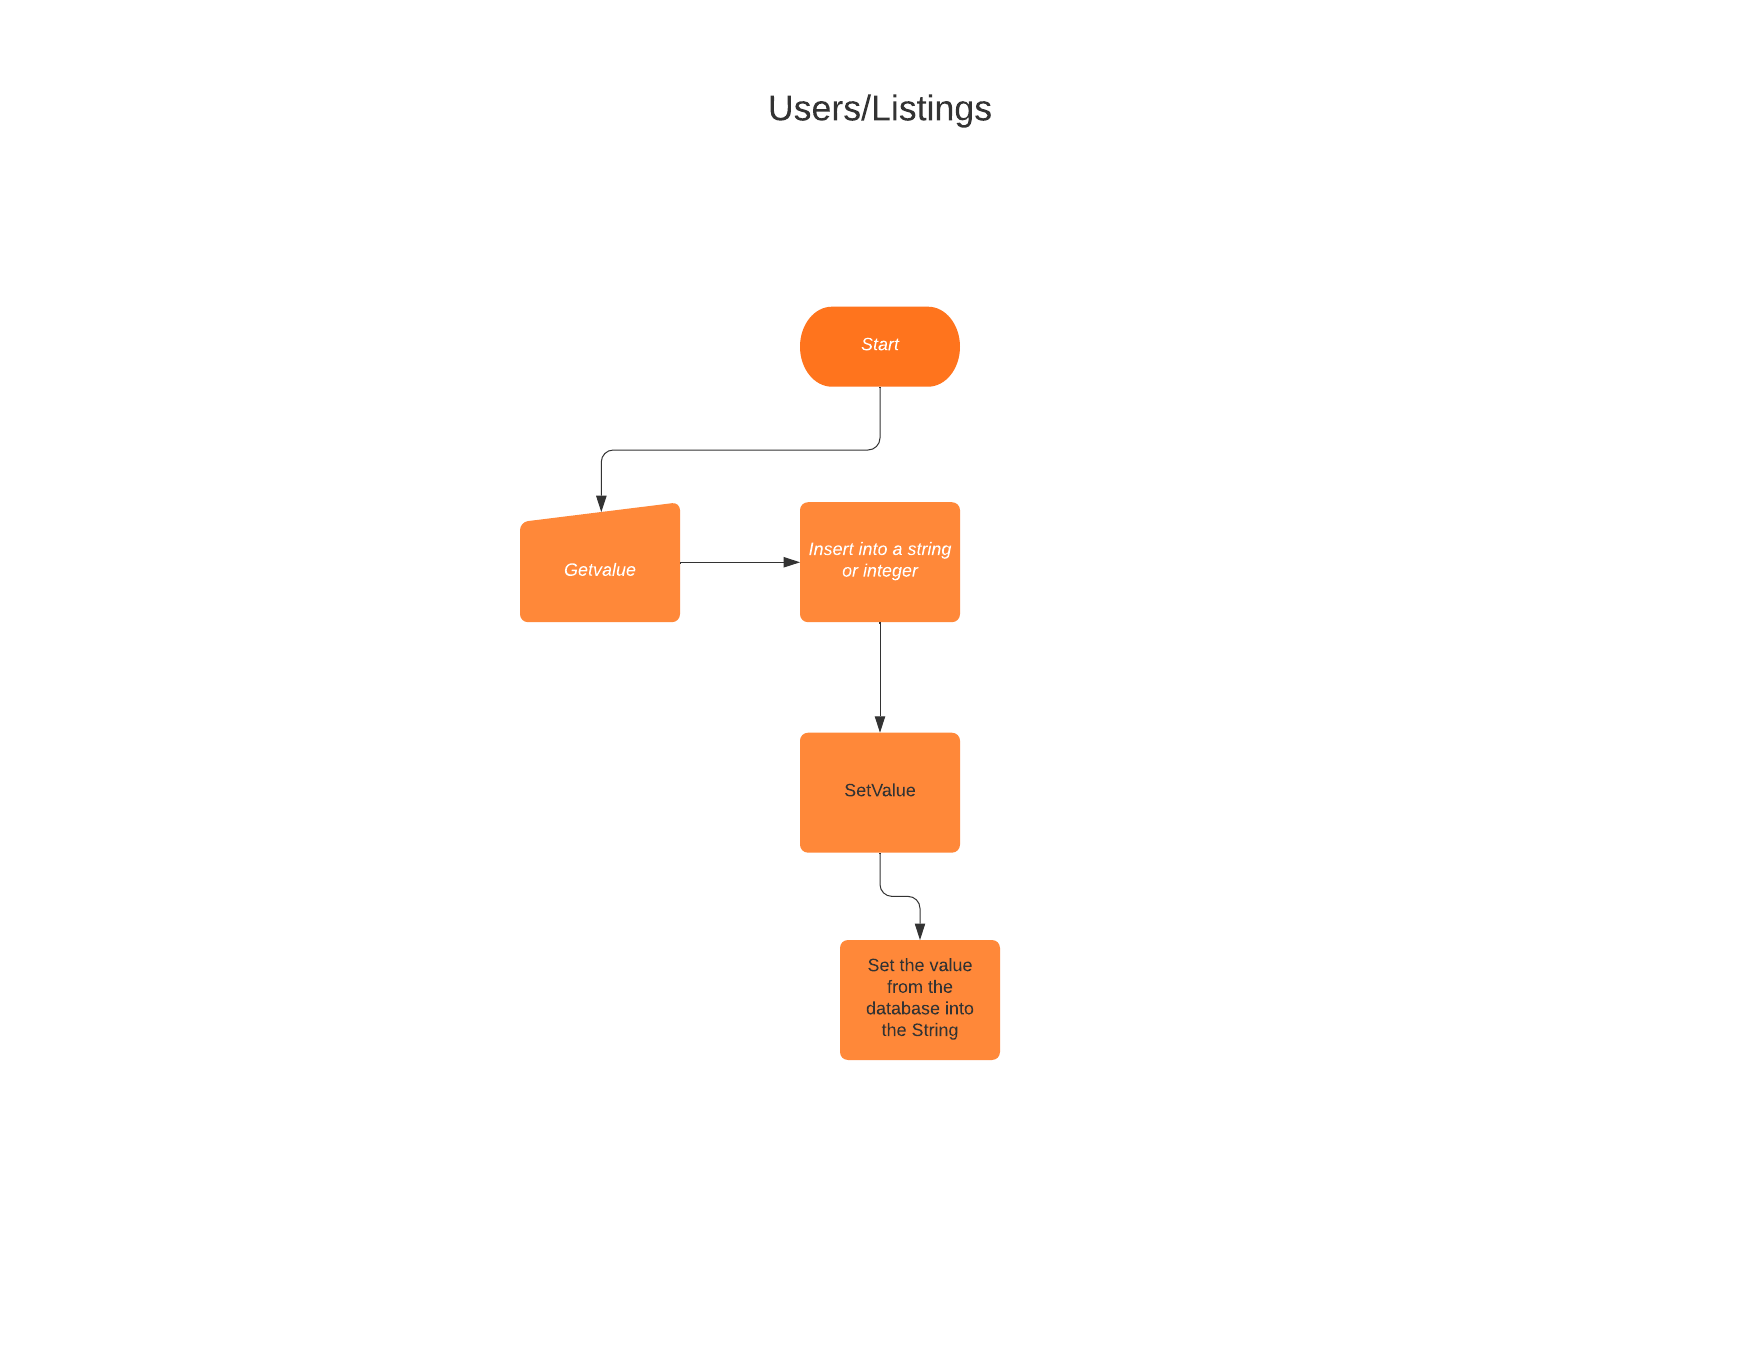 Users/Listings
Start
Getvalue
Insert into a string
or integer
SetValue
Set the value
from the
database into
the String